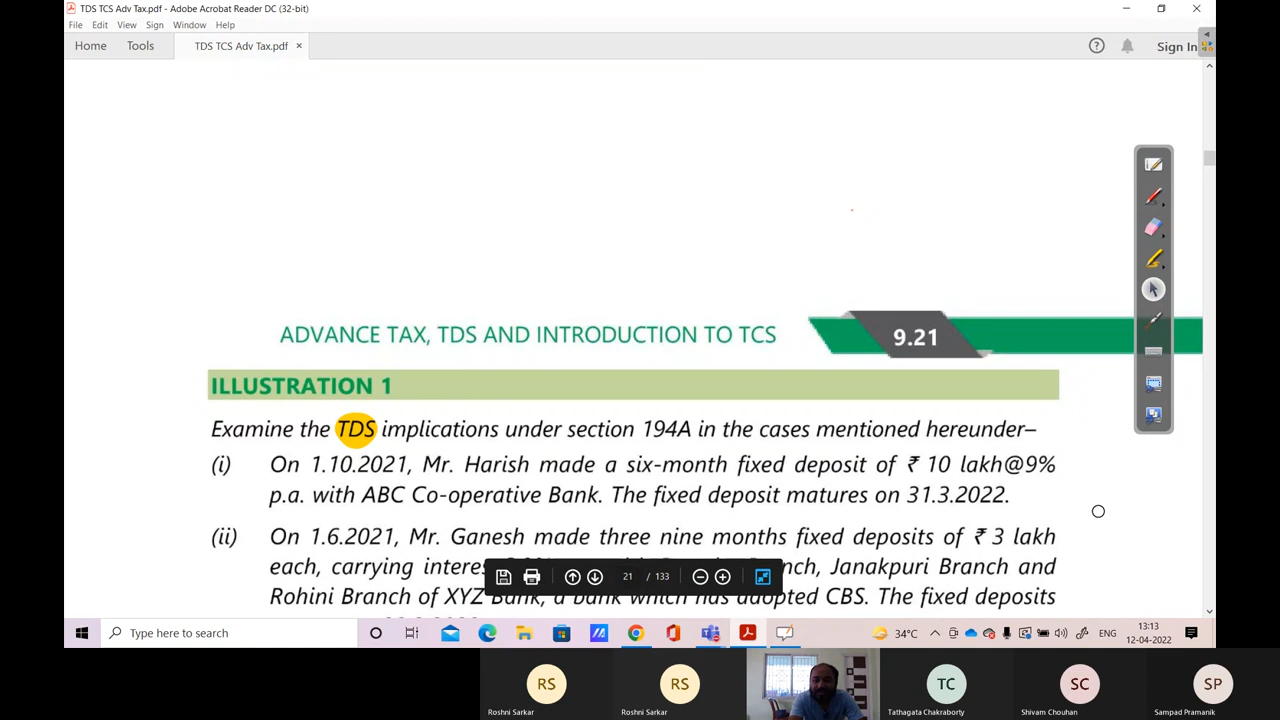 TDS TCS Adv Tax.pdf - Adobe Acrobat Reader DC (32-bit)
File Edit View Sign Window Help
Home Tools TDS TCS Adv Tax.pdf × Sign In
ADVANCE TAX, TDS AND INTRODUCTION TO TCS 9.21
ILLUSTRATION 1
Examine the TDS implications under section 194A in the cases mentioned hereunder–
(i) On 1.10.2021, Mr. Harish made a six-month fixed deposit of ₹ 10 lakh@9%
p.a. with ABC Co-operative Bank. The fixed deposit matures on 31.3.2022.
(ii) On 1.6.2021, Mr. Ganesh made three nine months fixed deposits of ₹ 3 lakh
each, carrying Janakpuri Branch and
Rohini Branch of XYZ Bank, a bank which has adopted CBS. The fixed deposits
21 / 133
Type here to search
34°C ENG 13:13
12-04-2022
RS RS TC SC SP
Roshni Sarkar Roshni Sarkar Tathagata Chakraborty Shivam Chouhan Sampad Pramanik